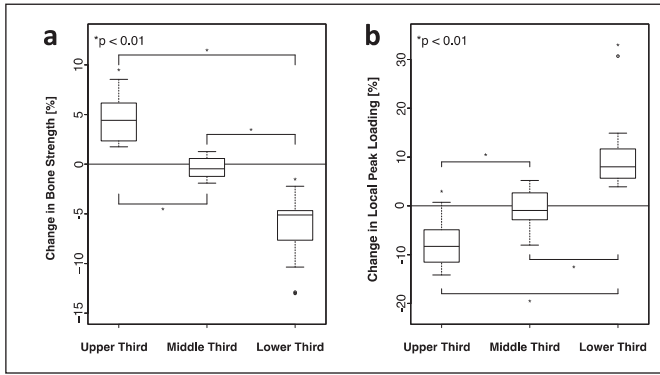 a
*p < 0.01
Change in Bone Strength [%]
10
5
0
−5
−10
−15
*
*
*
*
*
Upper Third
Middle Third
Lower Third
b
*p < 0.01
Change in Local Peak Loading [%]
30
20
10
0
−10
−20
*
*
*
*
*
Upper Third
Middle Third
Lower Third